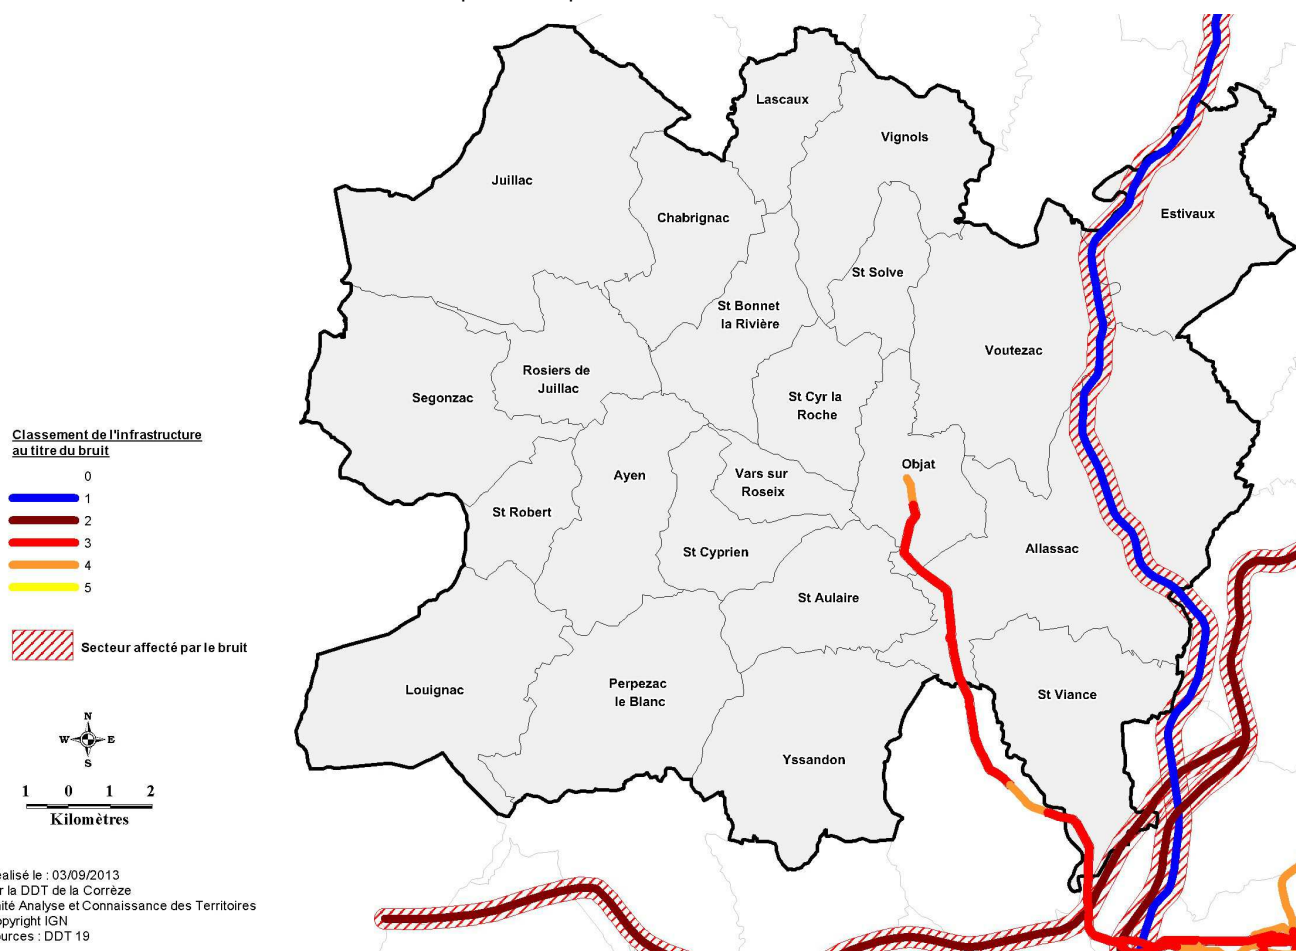 Lascaux
Vignols
Juillac
Chabrignac
Estivaux
St Solve
St Bonnet
la Rivière
Voutezac
Rosiers de
Juillac
Segonzac
St Cyr la
Roche
Classement de l'Infrastructure
au titre du bruit
0
1
2
3
4
5
Objat
Ayen
Vars sur
Roseix
St Robert
St Cyprien
Allassac
St Aulaire
Secteur affecté par le bruit
Louignac
Perpezac
le Blanc
St Viance
Yssandon
N
W
E
S
1 0 1 2
Kilomètres
éalisé le : 03/09/2013
r la DDT de la Corrèze
ité Analyse et Connaissance des Territoires
opyright IGN
ources : DDT 19